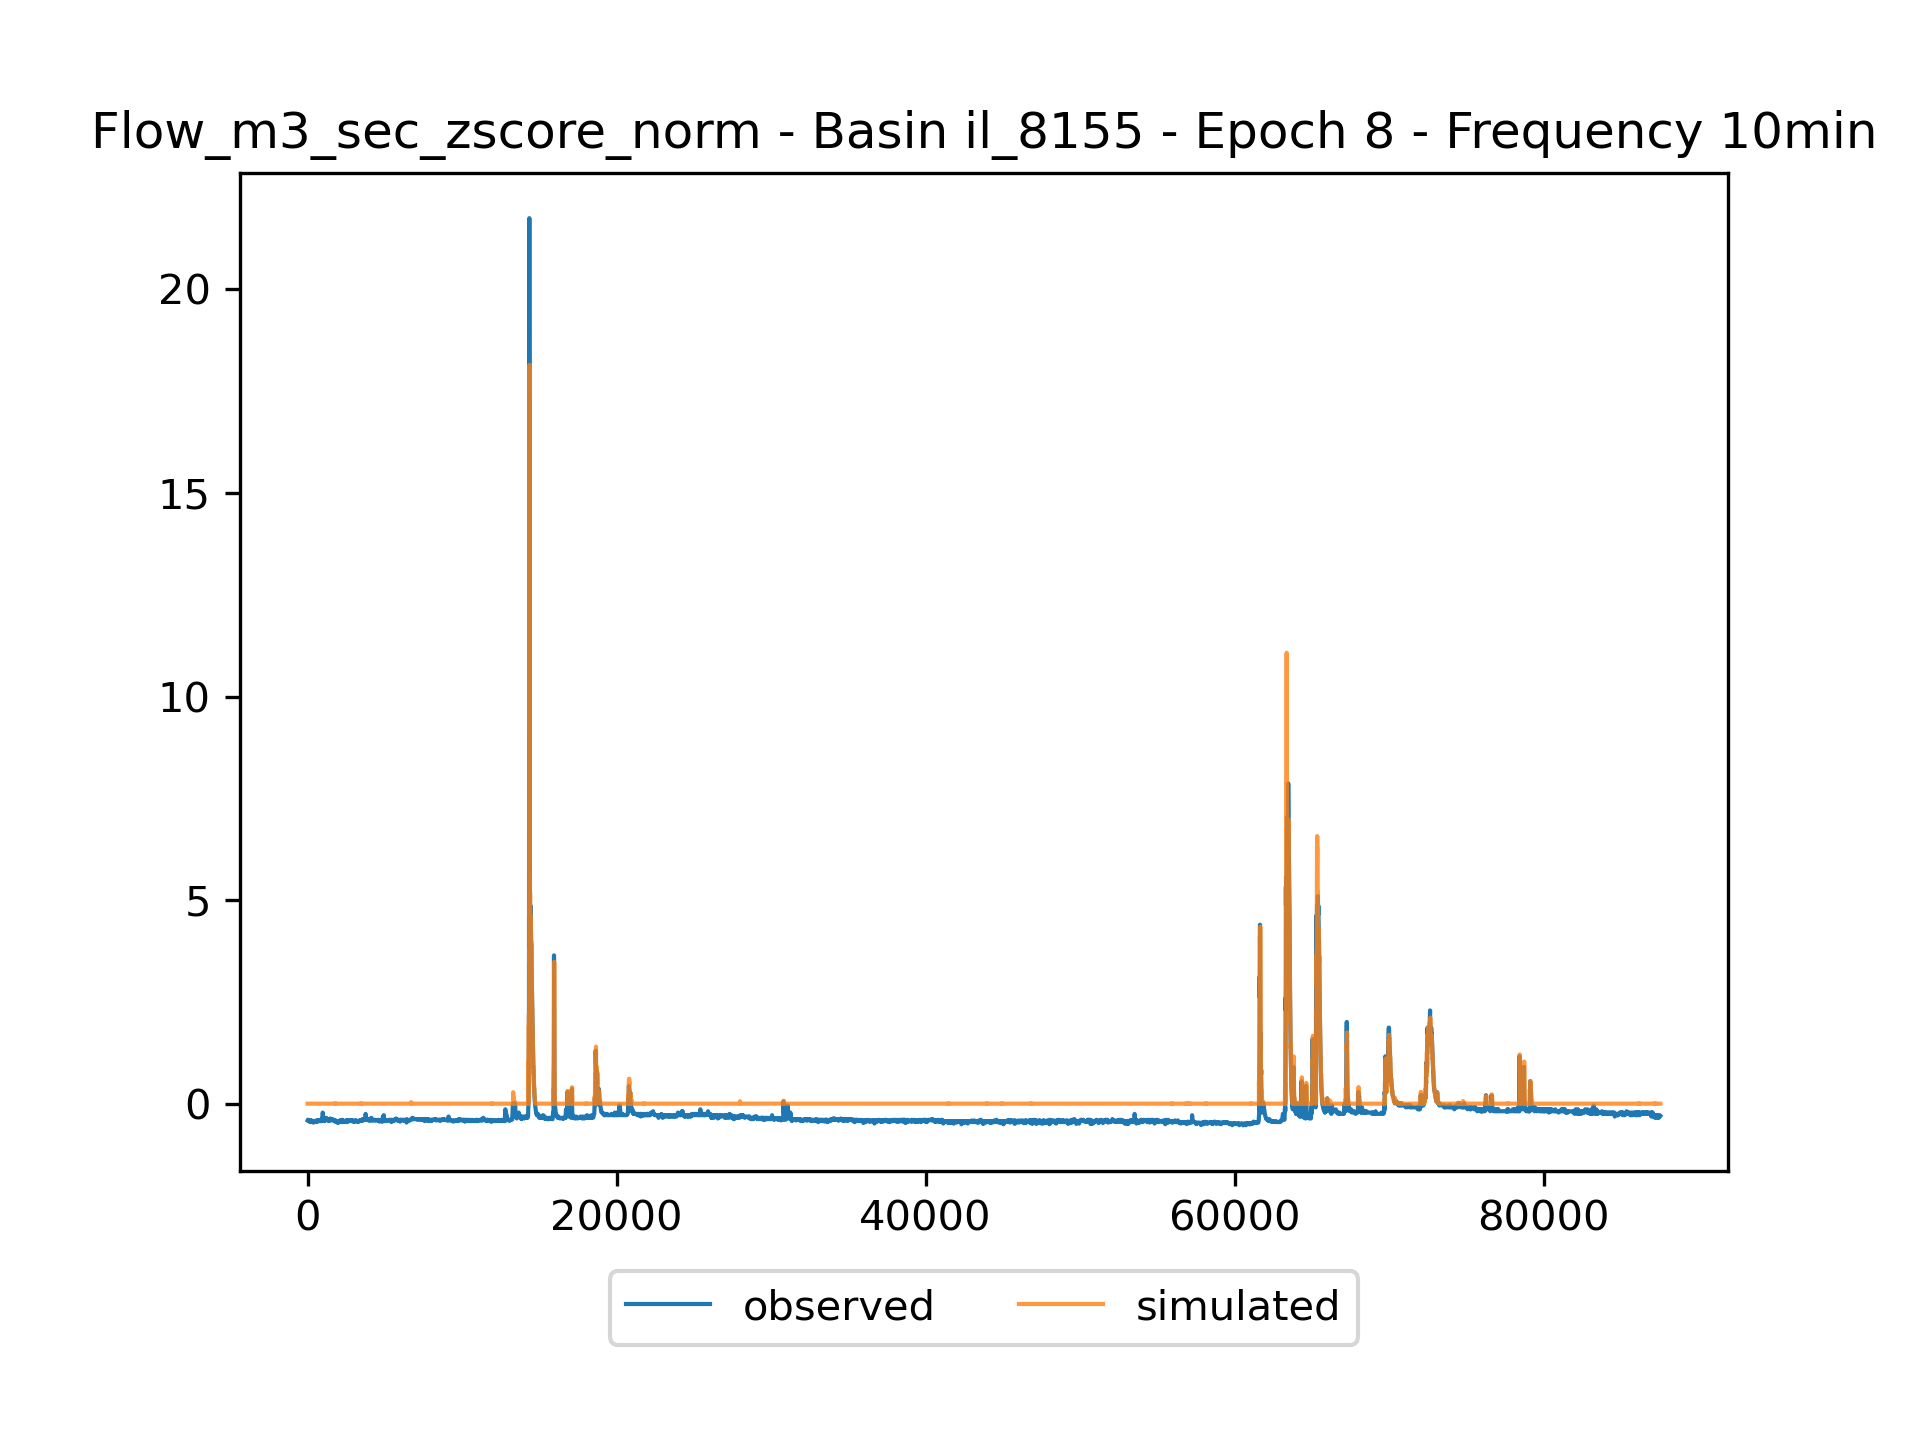 Flow_m3_sec_zscore_norm - Basin il_8155 - Epoch 8 - Frequency 10min
20
15
10
5
0
0 20000 40000 60000 80000
observed simulated